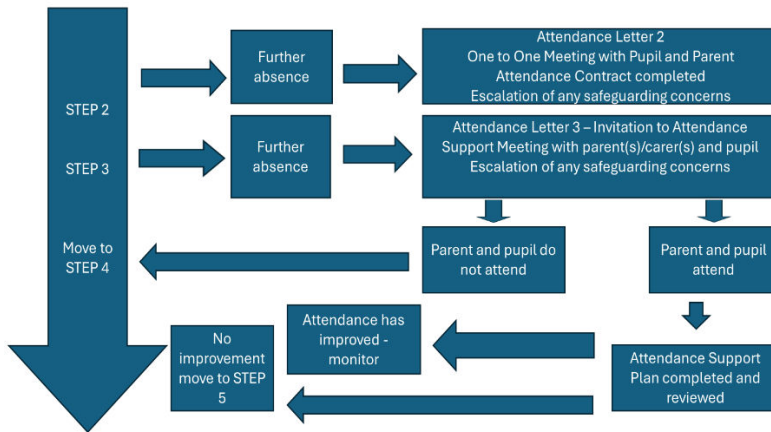 STEP 2
Further
absence
Attendance Letter 2
One to One Meeting with Pupil and Parent
Attendance Contract completed
Escalation of any safeguarding concerns
STEP 3
Further
absence
Attendance Letter 3 – Invitation to Attendance
Support Meeting with parent(s)/carer(s) and pupil
Escalation of any safeguarding concerns
Move to
STEP 4
Parent and pupil do
not attend
Parent and pupil
attend
No
improvement
move to STEP
5
Attendance has
improved -
monitor
Attendance Support
Plan completed and
reviewed